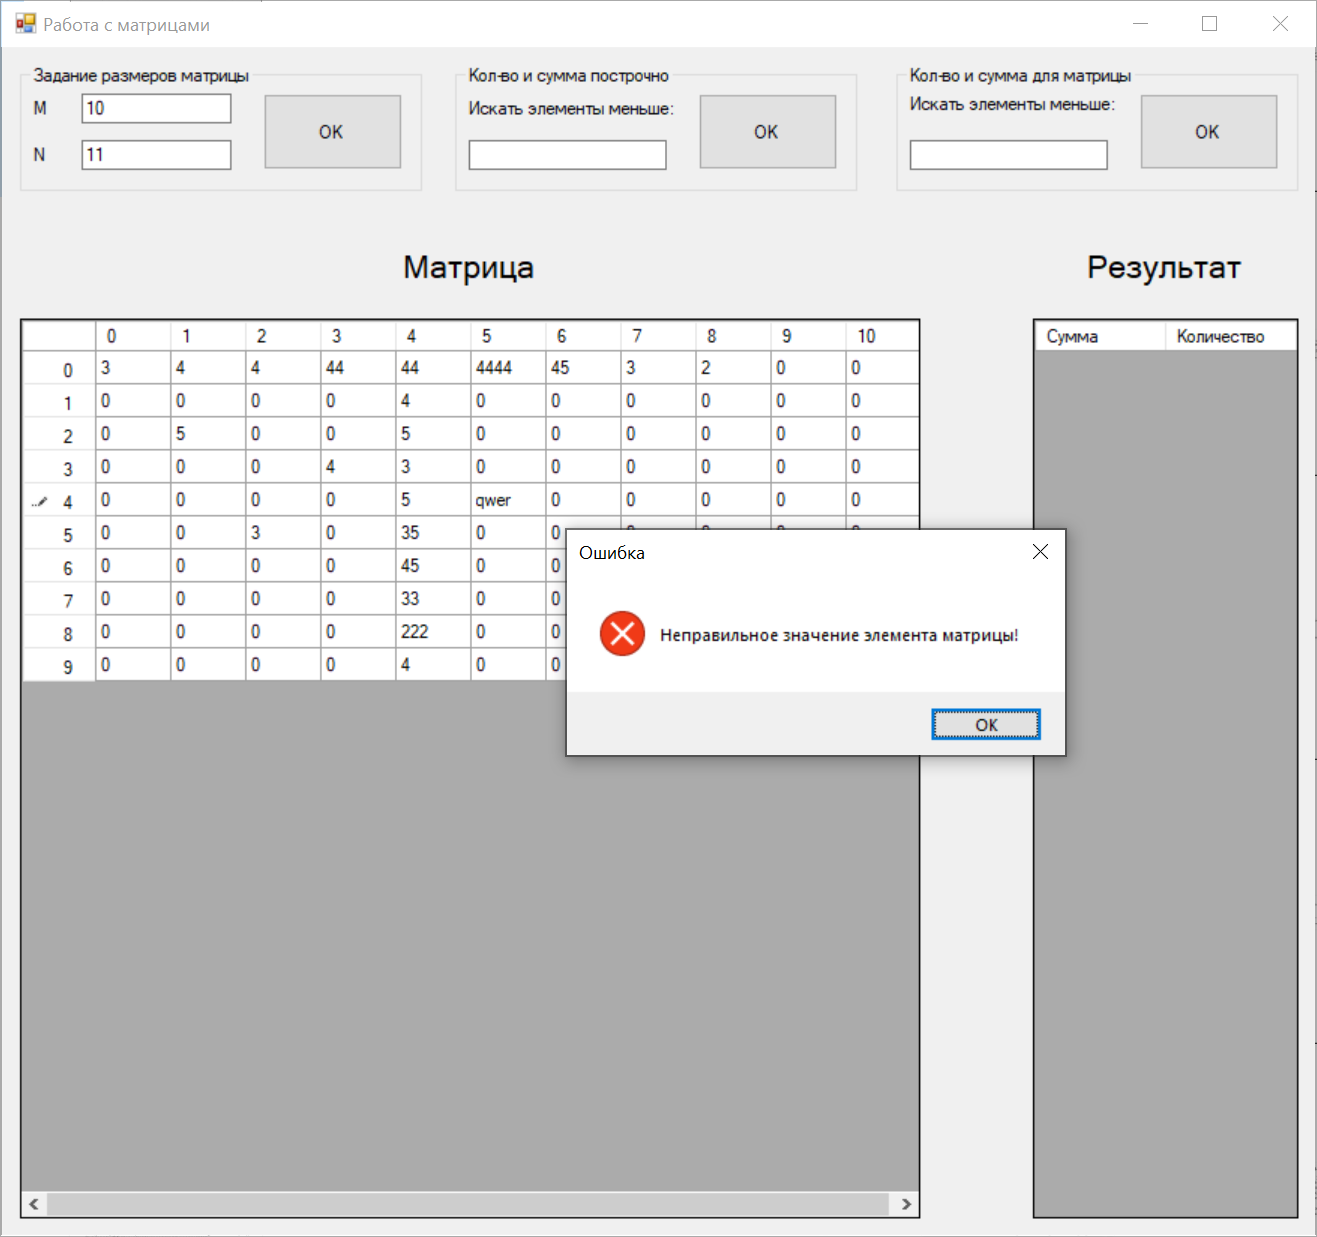 Работа с матрицами
Задание размеров матрицы
M 10
N 11
OK
Кол-во и сумма построчно
Искать элементы меньше:
OK
Кол-во и сумма для матрицы
Искать элементы меньше:
OK
Матрица
Результат
0 1 2 3 4 5 6 7 8 9 10
0 3 4 4 44 44 4444 45 3 2 0 0
1 0 0 0 0 4 0 0 0 0 0 0
2 0 5 0 0 5 0 0 0 0 0 0
3 0 0 0 4 3 0 0 0 0 0 0
4 0 0 0 0 5 qwer 0 0 0 0 0
5 0 0 3 0 35 0 0
6 0 0 0 0 45 0 0
7 0 0 0 0 33 0 0
8 0 0 0 0 222 0 0
9 0 0 0 0 4 0 0
Сумма Количество
Ошибка
Неправильное значение элемента матрицы!
OK